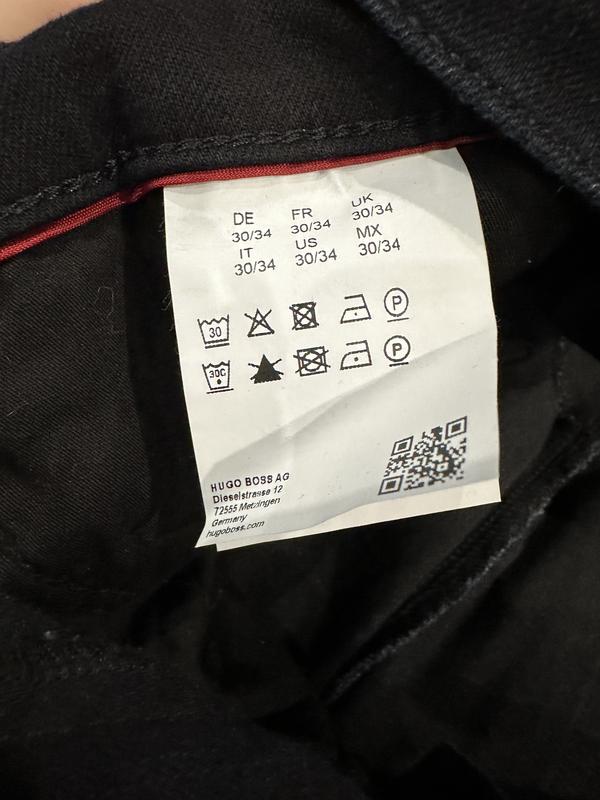 DE FR UK
30/34 30/34 30/34
IT US MX
30/34 30/34 30/34
30 P
30C P
HUGO BOSS AG
Dieselstrasse 12
72555 Metzingen
Germany
hugoboss.com